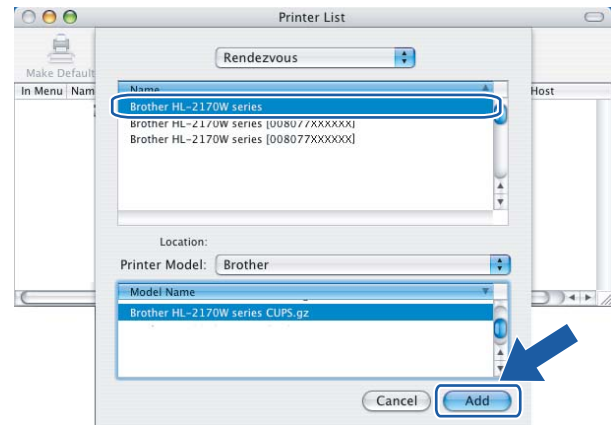 Printer List
Rendezvous
Make Default
In Menu Nam
Host
Name
Brother HL-2170W series
Brother HL-2170W series [008077XXXXXX]
Brother HL-2170W series [008077XXXXXX]
Location:
Printer Model: Brother
Model Name
Brother HL-2170W series CUPS.gz
Cancel Add